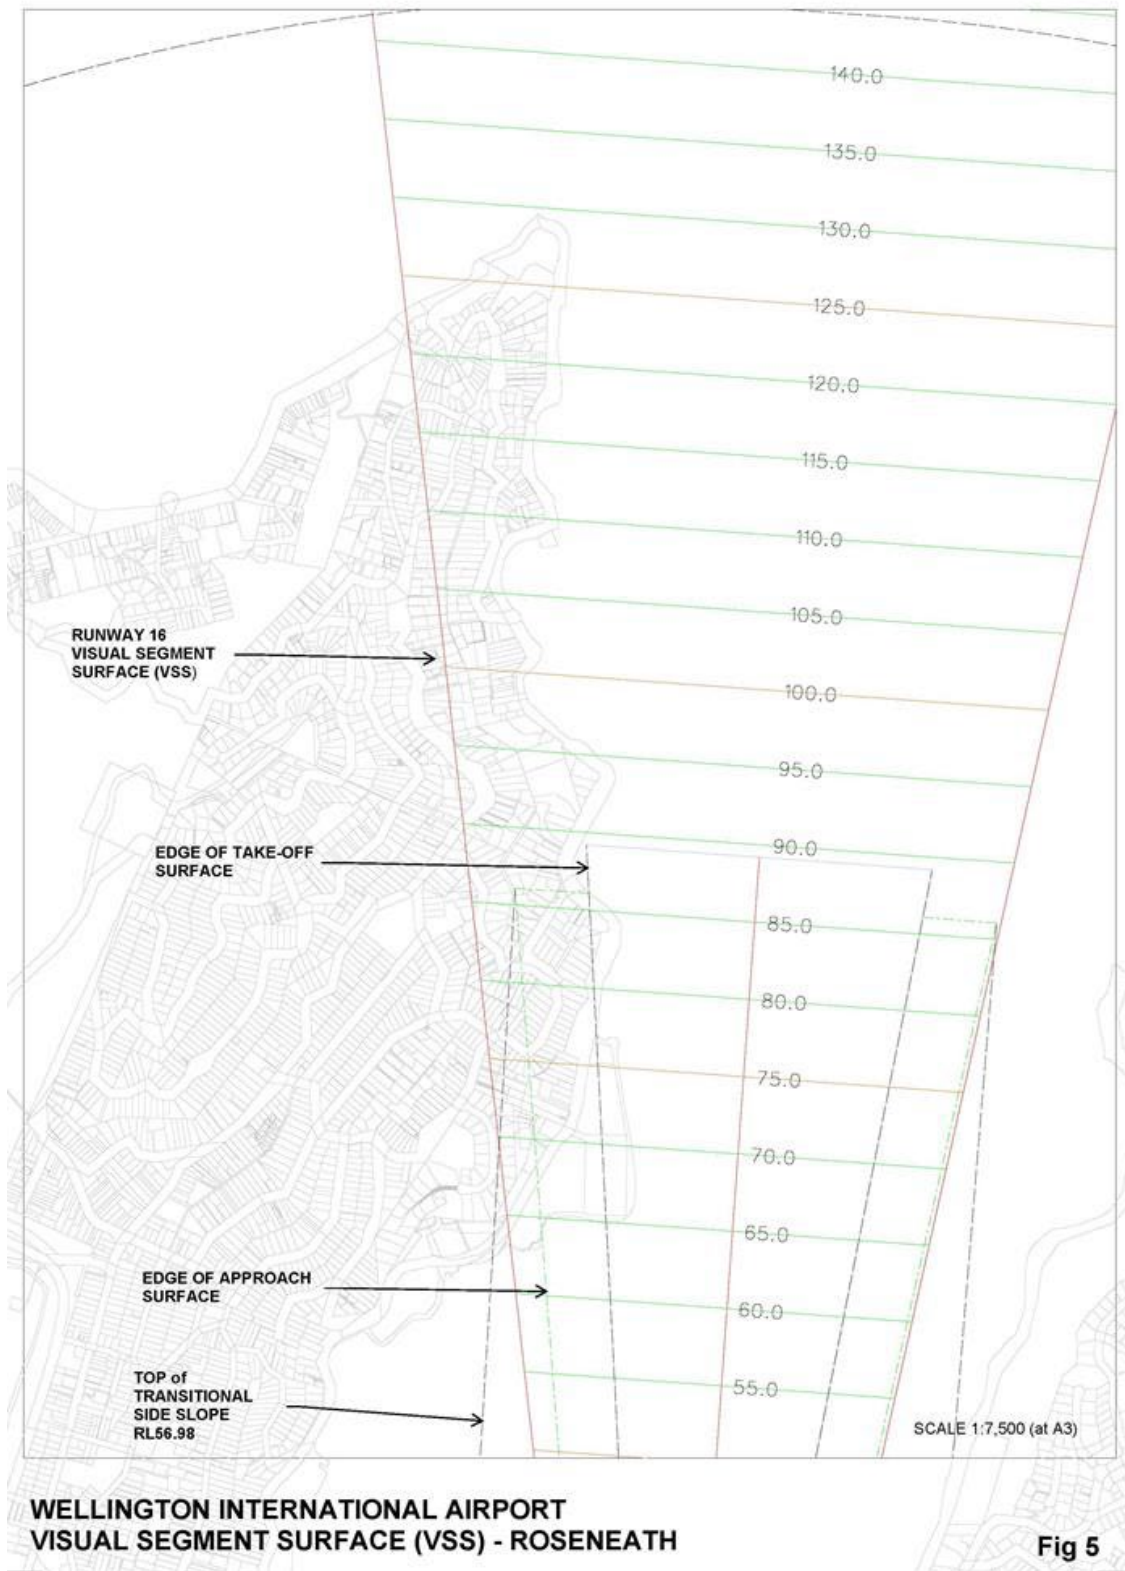 140.0
135.0
130.0
125.0
120.0
115.0
110.0
105.0
RUNWAY 16
VISUAL SEGMENT
SURFACE (VSS)
100.0
95.0
90.0
EDGE OF TAKE-OFF
SURFACE
85.0
80.0
75.0
70.0
65.0
EDGE OF APPROACH
SURFACE
60.0
55.0
TOP of
TRANSITIONAL
SIDE SLOPE
RL56.98
SCALE 1:7,500 (at A3)
WELLINGTON INTERNATIONAL AIRPORT
VISUAL SEGMENT SURFACE (VSS) - ROSENEATH
Fig 5